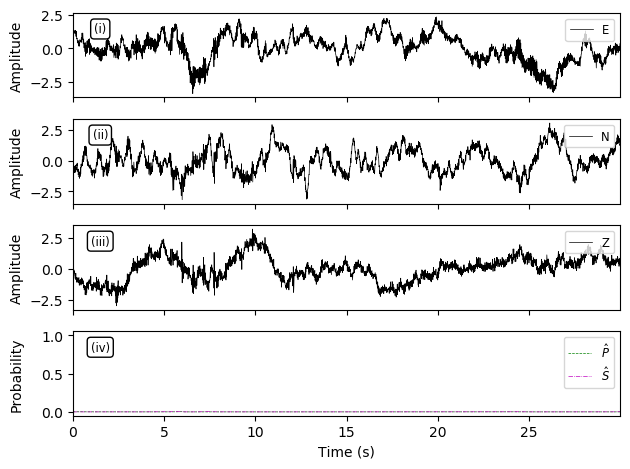 2.5
0.0
−2.5
Amplitude
(i)
E
2.5
0.0
−2.5
Amplitude
(ii)
N
2.5
0.0
−2.5
Amplitude
(iii)
Z
1.0
0.5
0.0
Probability
(iv)
P̂
Ŝ
0 5 10 15 20 25
Time (s)